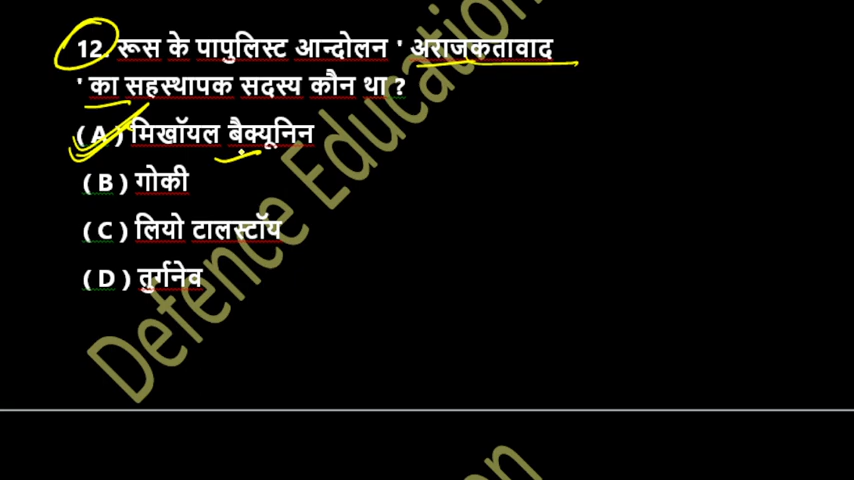 12. रूस के पापुलिस्ट आन्दोलन ' अराजकतावाद
' का सहस्थापक सदस्य कौन था ?
( A ) मिखॉयल बैक्यूनिन
( B ) गोकी
( C ) लियो टालस्टॉय
( D ) तुर्गनेव
Defence Education